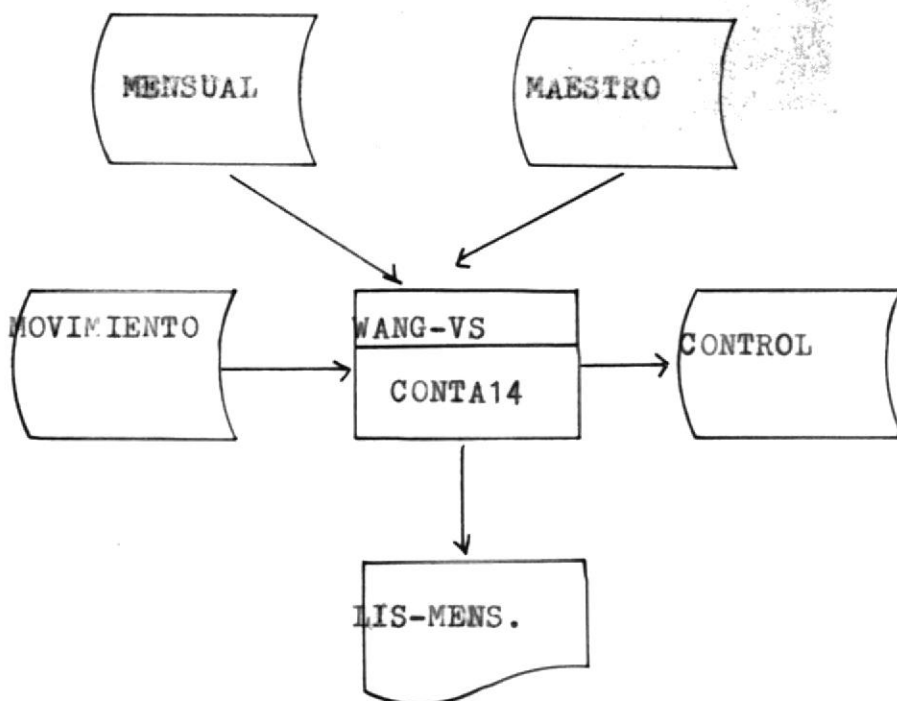 MENSUAL
MAESTRO
MOVIMIENTO
WANG-VS
CONTROL
CONTA14
LIS-MENS.